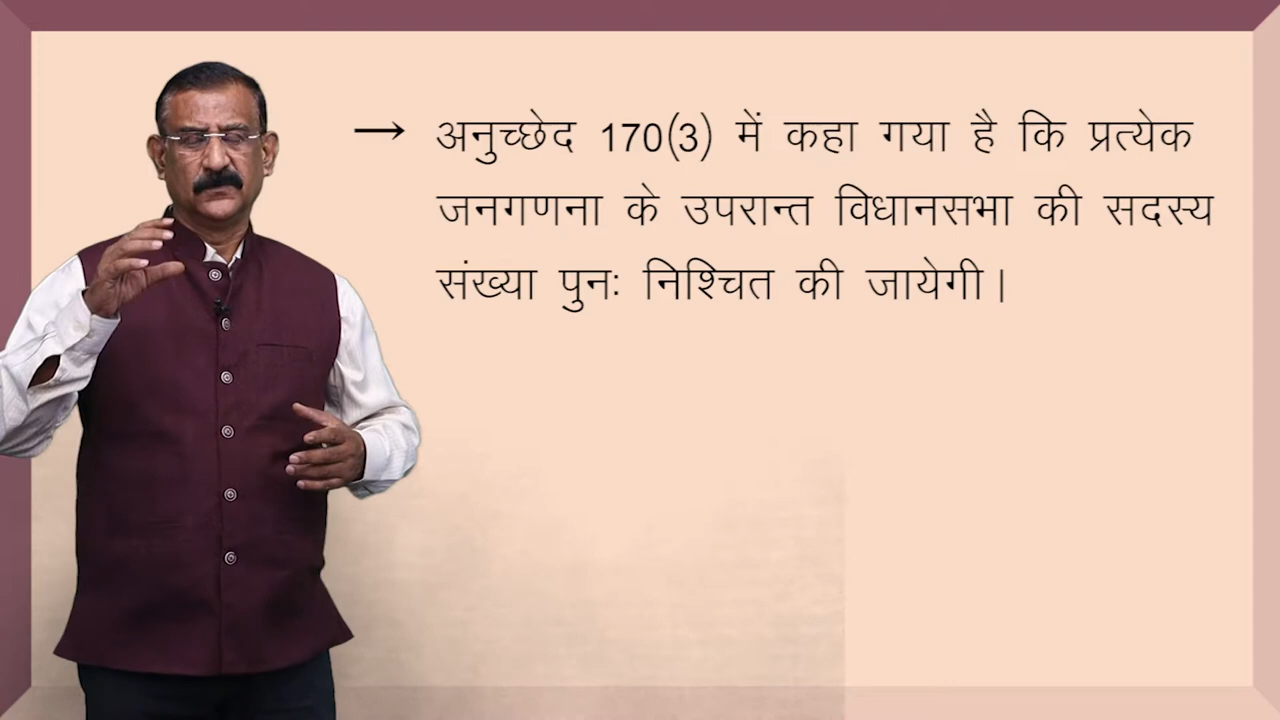 → अनुच्छेद 170(3) में कहा गया है कि प्रत्येक
जनगणना के उपरान्त विधानसभा की सदस्य
संख्या पुनः निश्चित की जायेगी।